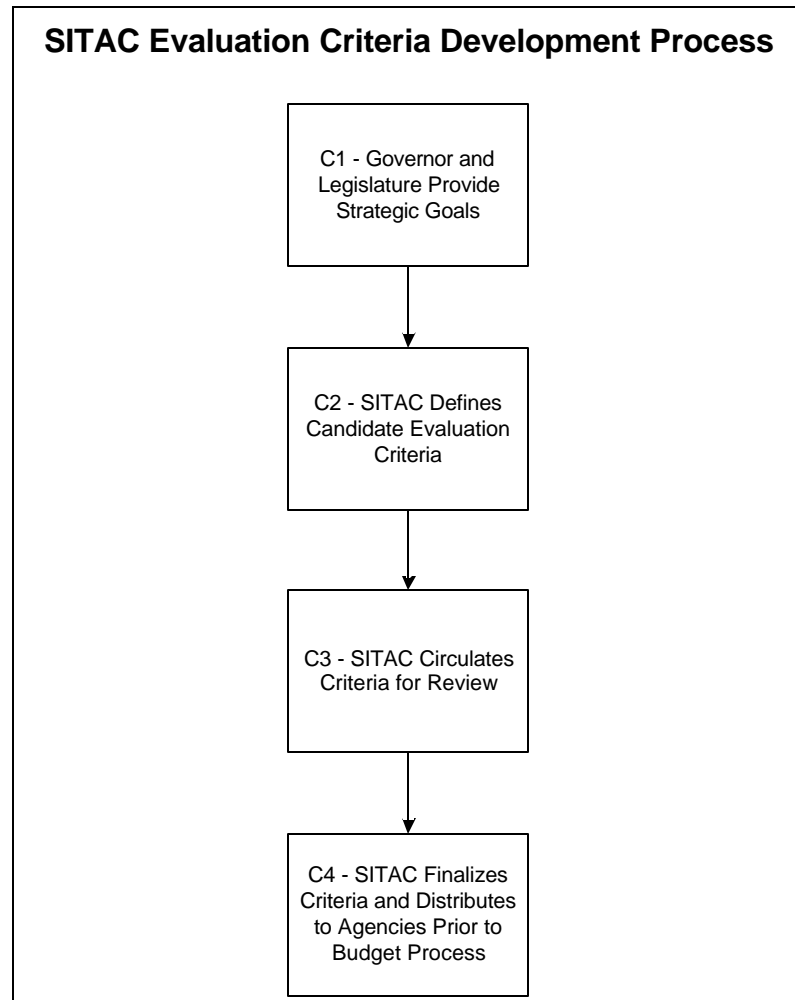 SITAC Evaluation Criteria Development Process
C1 - Governor and
Legislature Provide
Strategic Goals
C2 - SITAC Defines
Candidate Evaluation
Criteria
C3 - SITAC Circulates
Criteria for Review
C4 - SITAC Finalizes
Criteria and Distributes
to Agencies Prior to
Budget Process